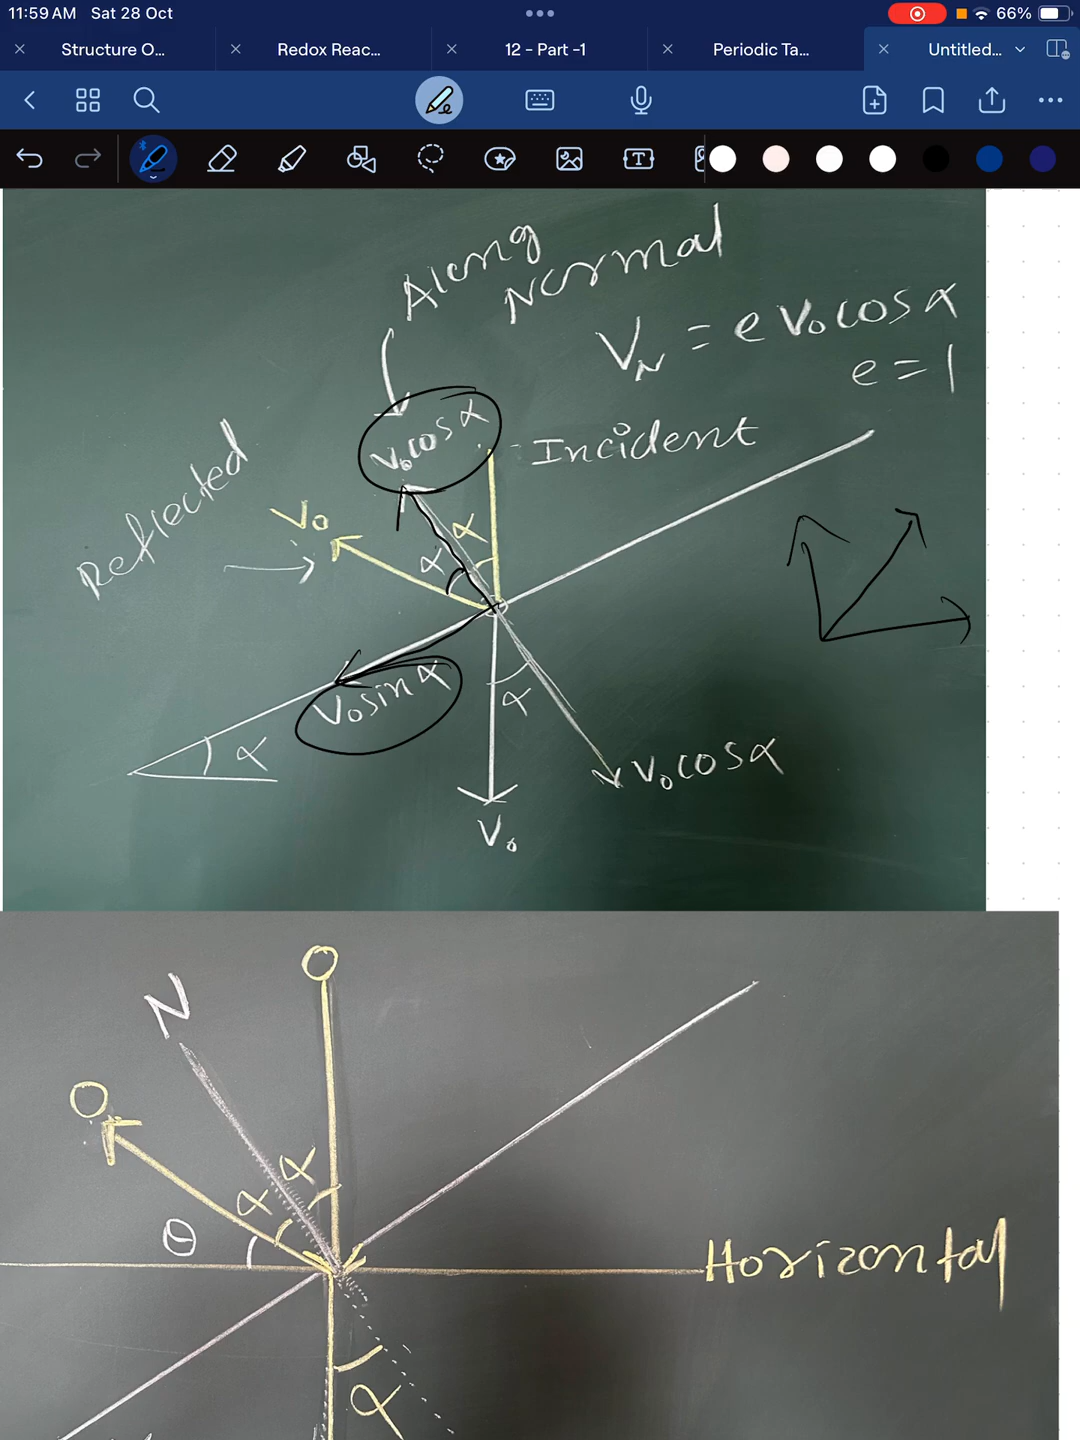 11:59 AM Sat 28 Oct
66%
Structure O...
Redox Reac...
12 - Part -1
Periodic Ta...
Untitled...
T
Along
Normal
V_N = e V₀ cos α
e = 1
V₀ cos α
Incident
Reflected
V₀
α α
V₀ sin α
α
α
V₀ cos α
V₀
N
α α
θ
Horizontal
α